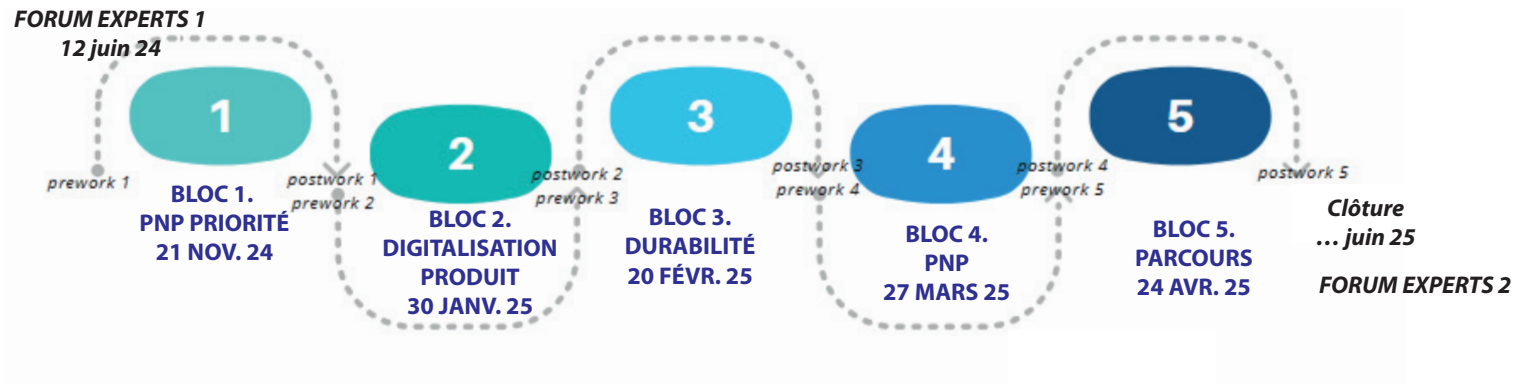 FORUM EXPERTS 1
12 juin 24
1
2
3
4
5
prework 1
postwork 1
prework 2
postwork 2
prework 3
postwork 3
prework 4
postwork 4
prework 5
postwork 5
BLOC 1.
PNP PRIORITÉ
21 NOV. 24
BLOC 2.
DIGITALISATION
PRODUIT
30 JANV. 25
BLOC 3.
DURABILITÉ
20 FÉVR. 25
BLOC 4.
PNP
27 MARS 25
BLOC 5.
PARCOURS
24 AVR. 25
Clôture
… juin 25
FORUM EXPERTS 2